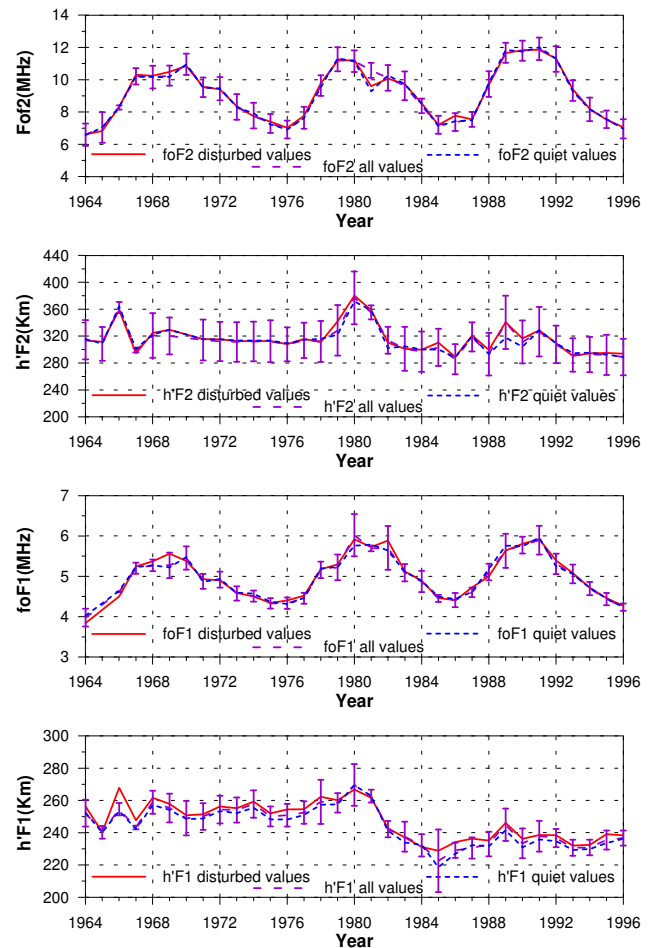 14
12
10
8
6
4
Fof2(MHz)
foF2 disturbed values
foF2 quiet values
foF2 all values
1964 1968 1972 1976 1980 1984 1988 1992 1996
Year
440
400
360
320
280
240
200
h'F2(Km)
h'F2 disturbed values
h'F2 quiet values
h'F2 all values
1964 1968 1972 1976 1980 1984 1988 1992 1996
Year
7
6
5
4
3
foF1(MHz)
foF1 disturbed values
foF1 quiet values
foF1 all values
1964 1968 1972 1976 1980 1984 1988 1992 1996
Year
300
280
260
240
220
200
h'F1(Km)
h'F1 disturbed values
h'F1 quiet values
h'F1 all values
1964 1968 1972 1976 1980 1984 1988 1992 1996
Year